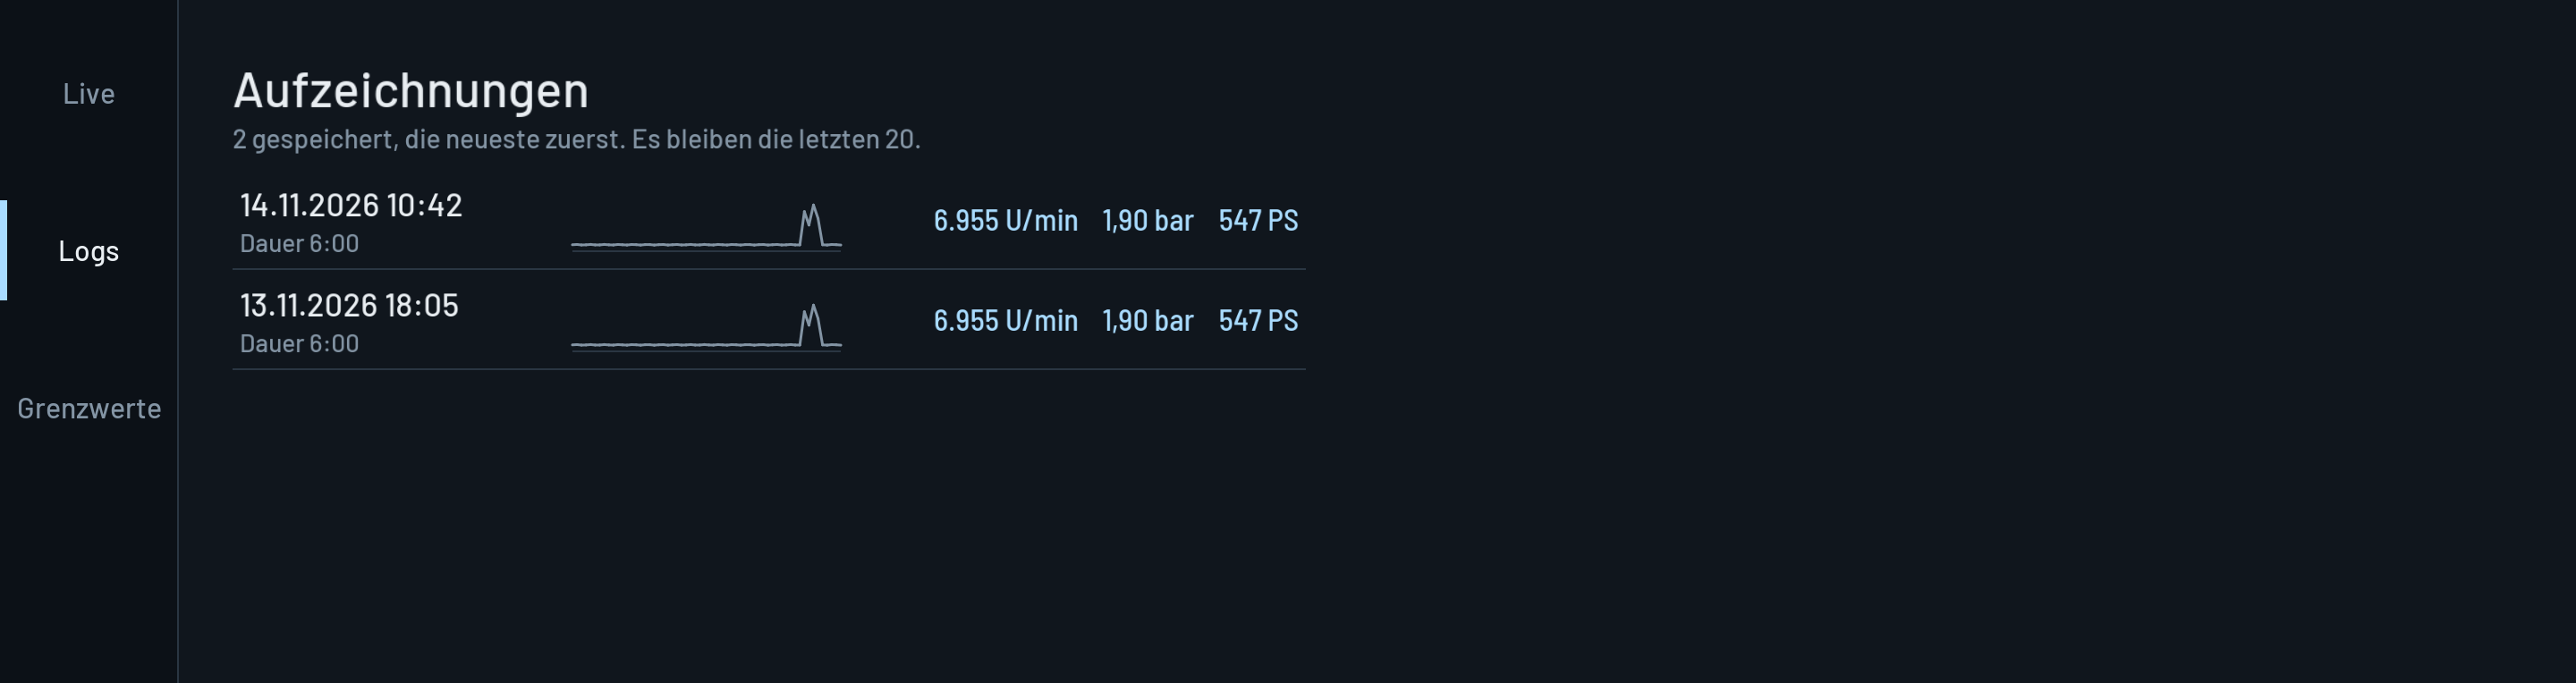 Live
Logs
Grenzwerte
Aufzeichnungen
2 gespeichert, die neueste zuerst. Es bleiben die letzten 20.
14.11.2026 10:42
Dauer 6:00
6.955 U/min 1,90 bar 547 PS
13.11.2026 18:05
Dauer 6:00
6.955 U/min 1,90 bar 547 PS